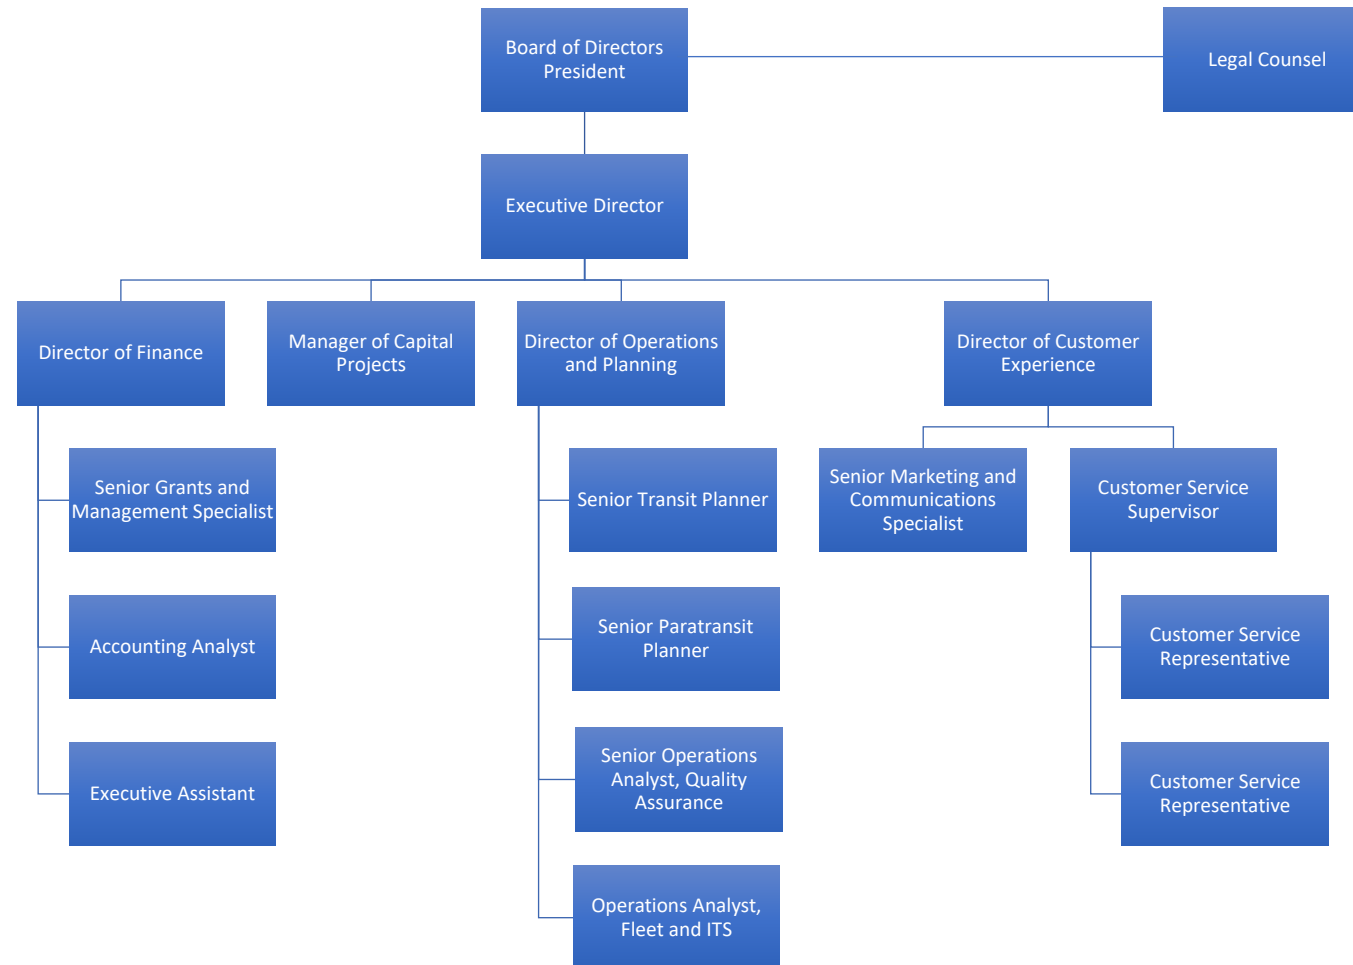 Board of Directors
President
Legal Counsel
Executive Director
Director of Finance
Manager of Capital
Projects
Director of Operations
and Planning
Director of Customer
Experience
Senior Grants and
Management Specialist
Senior Transit Planner
Senior Marketing and
Communications
Specialist
Customer Service
Supervisor
Accounting Analyst
Senior Paratransit
Planner
Customer Service
Representative
Executive Assistant
Senior Operations
Analyst, Quality
Assurance
Customer Service
Representative
Operations Analyst,
Fleet and ITS